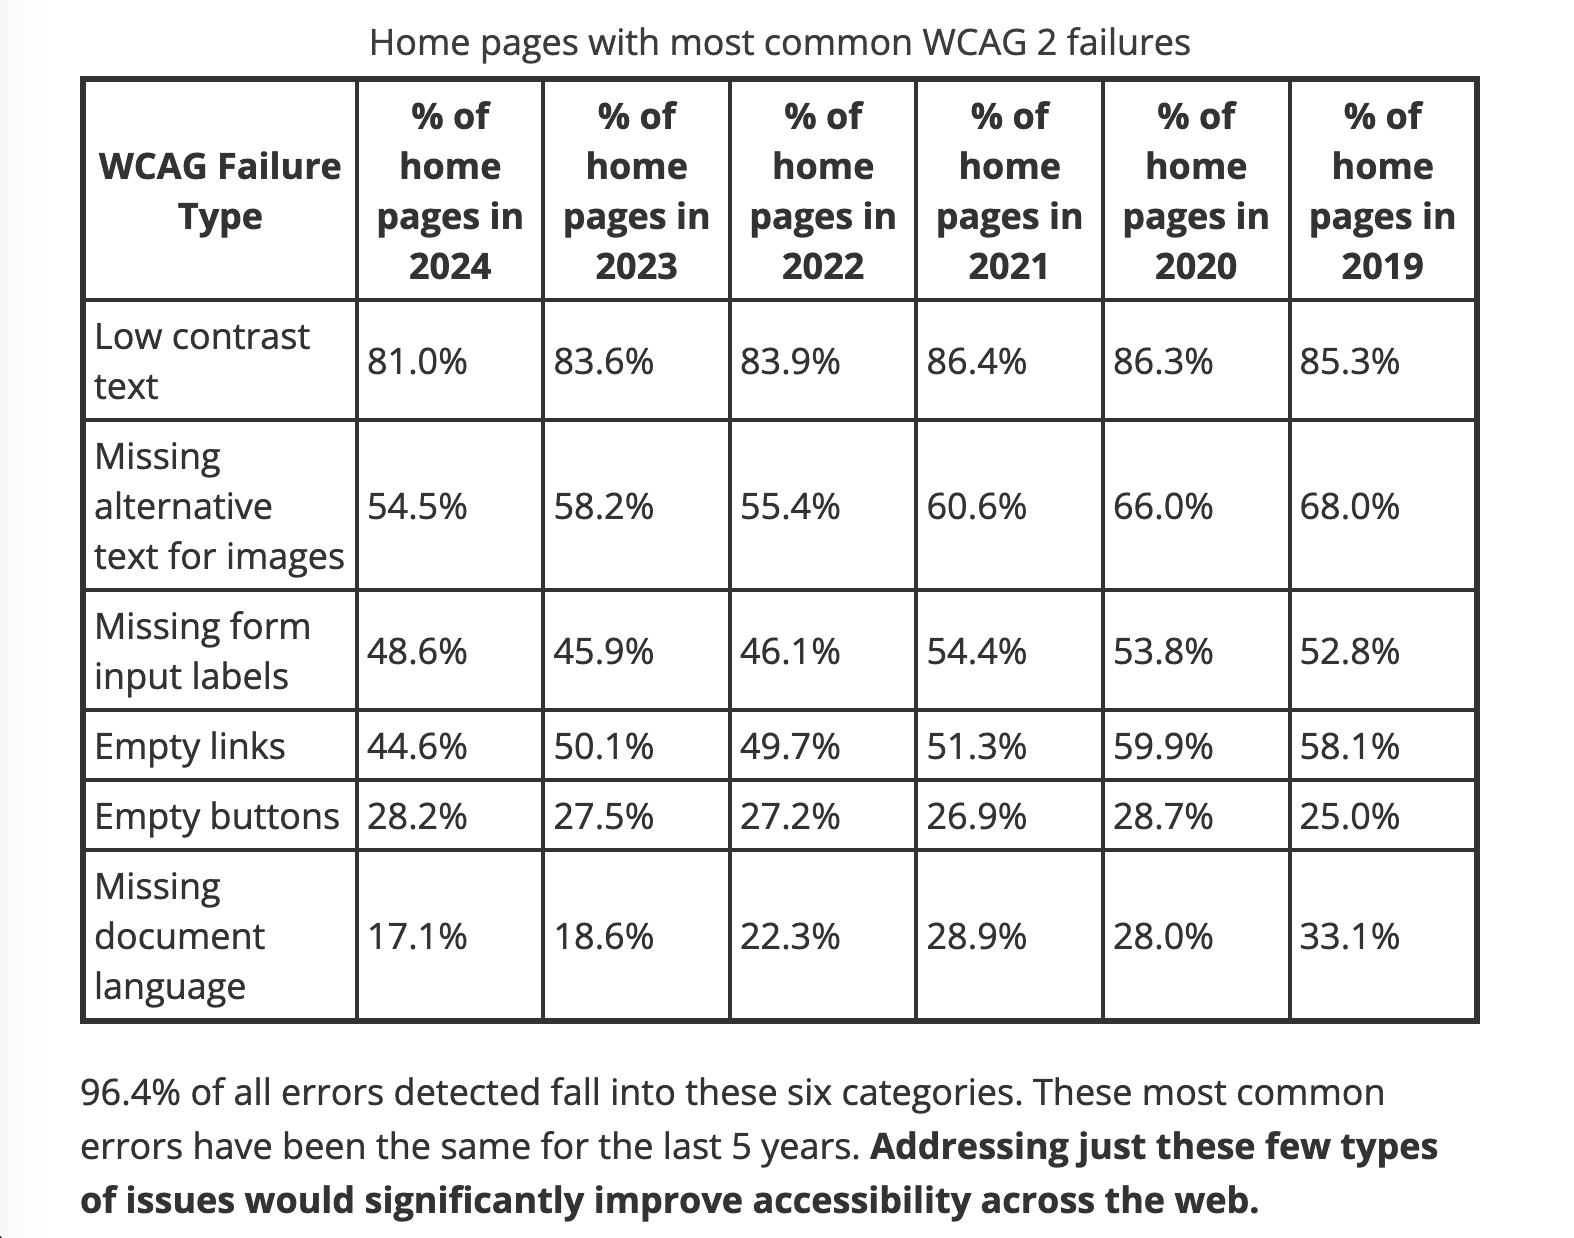 Home pages with most common WCAG 2 failures
WCAG Failure Type | % of home pages in 2024 | % of home pages in 2023 | % of home pages in 2022 | % of home pages in 2021 | % of home pages in 2020 | % of home pages in 2019
Low contrast text | 81.0% | 83.6% | 83.9% | 86.4% | 86.3% | 85.3%
Missing alternative text for images | 54.5% | 58.2% | 55.4% | 60.6% | 66.0% | 68.0%
Missing form input labels | 48.6% | 45.9% | 46.1% | 54.4% | 53.8% | 52.8%
Empty links | 44.6% | 50.1% | 49.7% | 51.3% | 59.9% | 58.1%
Empty buttons | 28.2% | 27.5% | 27.2% | 26.9% | 28.7% | 25.0%
Missing document language | 17.1% | 18.6% | 22.3% | 28.9% | 28.0% | 33.1%
96.4% of all errors detected fall into these six categories. These most common
errors have been the same for the last 5 years. Addressing just these few types
of issues would significantly improve accessibility across the web.